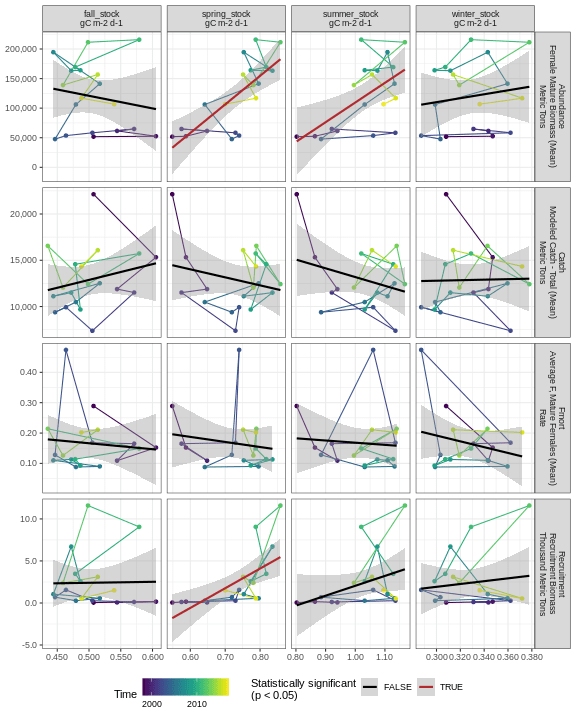 fall_stock
gC m-2 d-1
spring_stock
gC m-2 d-1
summer_stock
gC m-2 d-1
winter_stock
gC m-2 d-1
200,000
150,000
100,000
50,000
0
Abundance
Female Mature Biomass (Mean)
Metric Tons
20,000
15,000
10,000
Catch
Modeled Catch - Total (Mean)
Metric Tons
0.40
0.30
0.20
0.10
Fmort
Average F, Mature Females (Mean)
Rate
10.0
5.0
0.0
-5.0
Recruitment
Recruitment Biomass
Thousand Metric Tons
0.450 0.500 0.550 0.600
0.60 0.70 0.80
0.80 0.90 1.00 1.10
0.300 0.320 0.340 0.360 0.380
Time
2000 2010
Statistically significant
(p < 0.05)
FALSE
TRUE